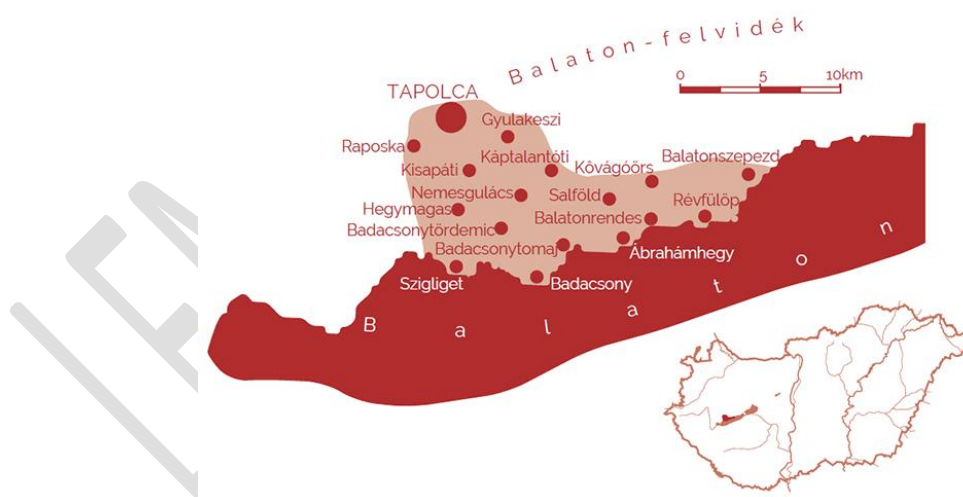 Balaton-felvidék
0 5 10km
TAPOLCA
Gyulakeszi
Raposka
Káptalantóti
Kisapáti
Kővágóörs
Balatonszepezd
Nemesgulács
Salföld
Révfülöp
Hegymagas
Balatonrendes
Badacsonytördemic
Badacsonytomaj
Ábrahámhegy
Szigliget
Badacsony
Balaton